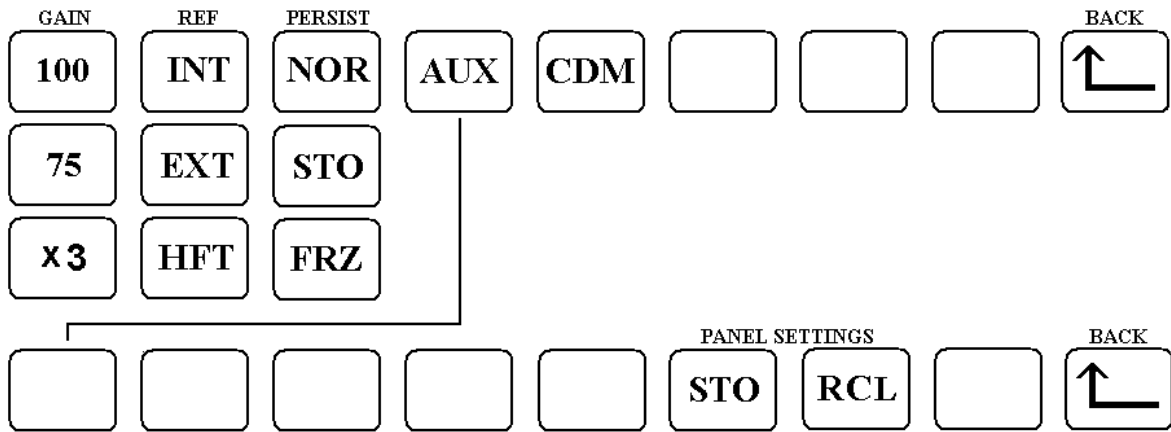 GAIN REF PERSIST BACK
100 INT NOR AUX CDM
75 EXT STO
X 3 HFT FRZ
PANEL SETTINGS BACK
STO RCL